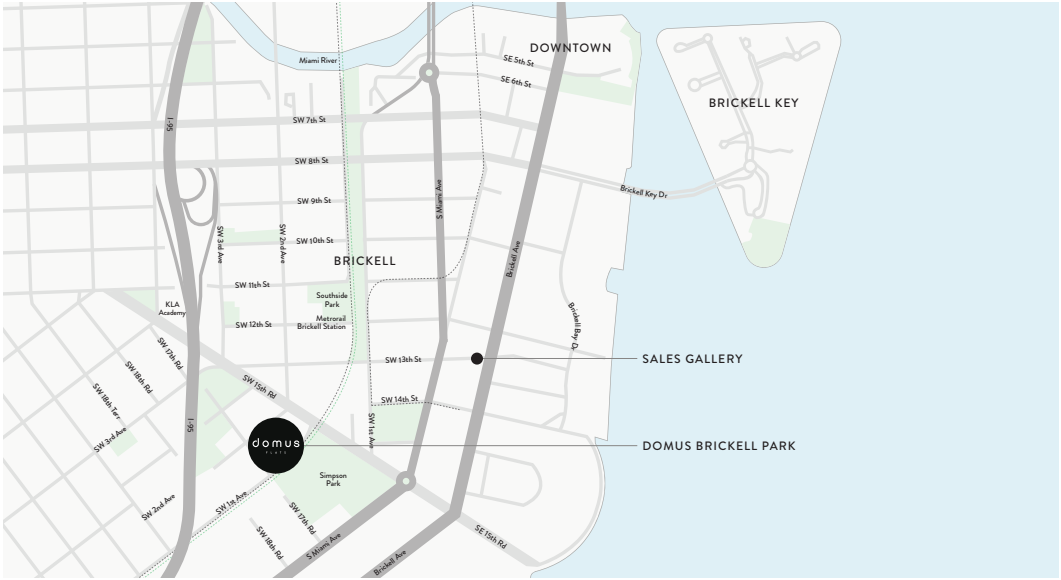 DOWNTOWN
Miami River
SE 5th St
SE 6th St
BRICKELL KEY
I-95
SW 7th St
SW 8th St
Brickell Key Dr
S Miami Ave
SW 9th St
SW 3rd Ave
SW 2nd Ave
SW 10th St
Brickell Ave
BRICKELL
SW 11th St
Southside
Park
KLA
Academy
Metrorail
Brickell Station
SW 12th St
Brickell Bay Dr
SW 17th Rd
SW 13th St
SALES GALLERY
SW 18th Rd
SW 15th Rd
SW 18th Ter
SW 14th St
I-95
SW 1st Ave
SW 3rd Ave
domus
FLATS
DOMUS BRICKELL PARK
Simpson
Park
SW 2nd Ave
SW 1st Ave
SW 17th Rd
SW 18th Rd
S Miami Ave
SE 15th Rd
Brickell Ave